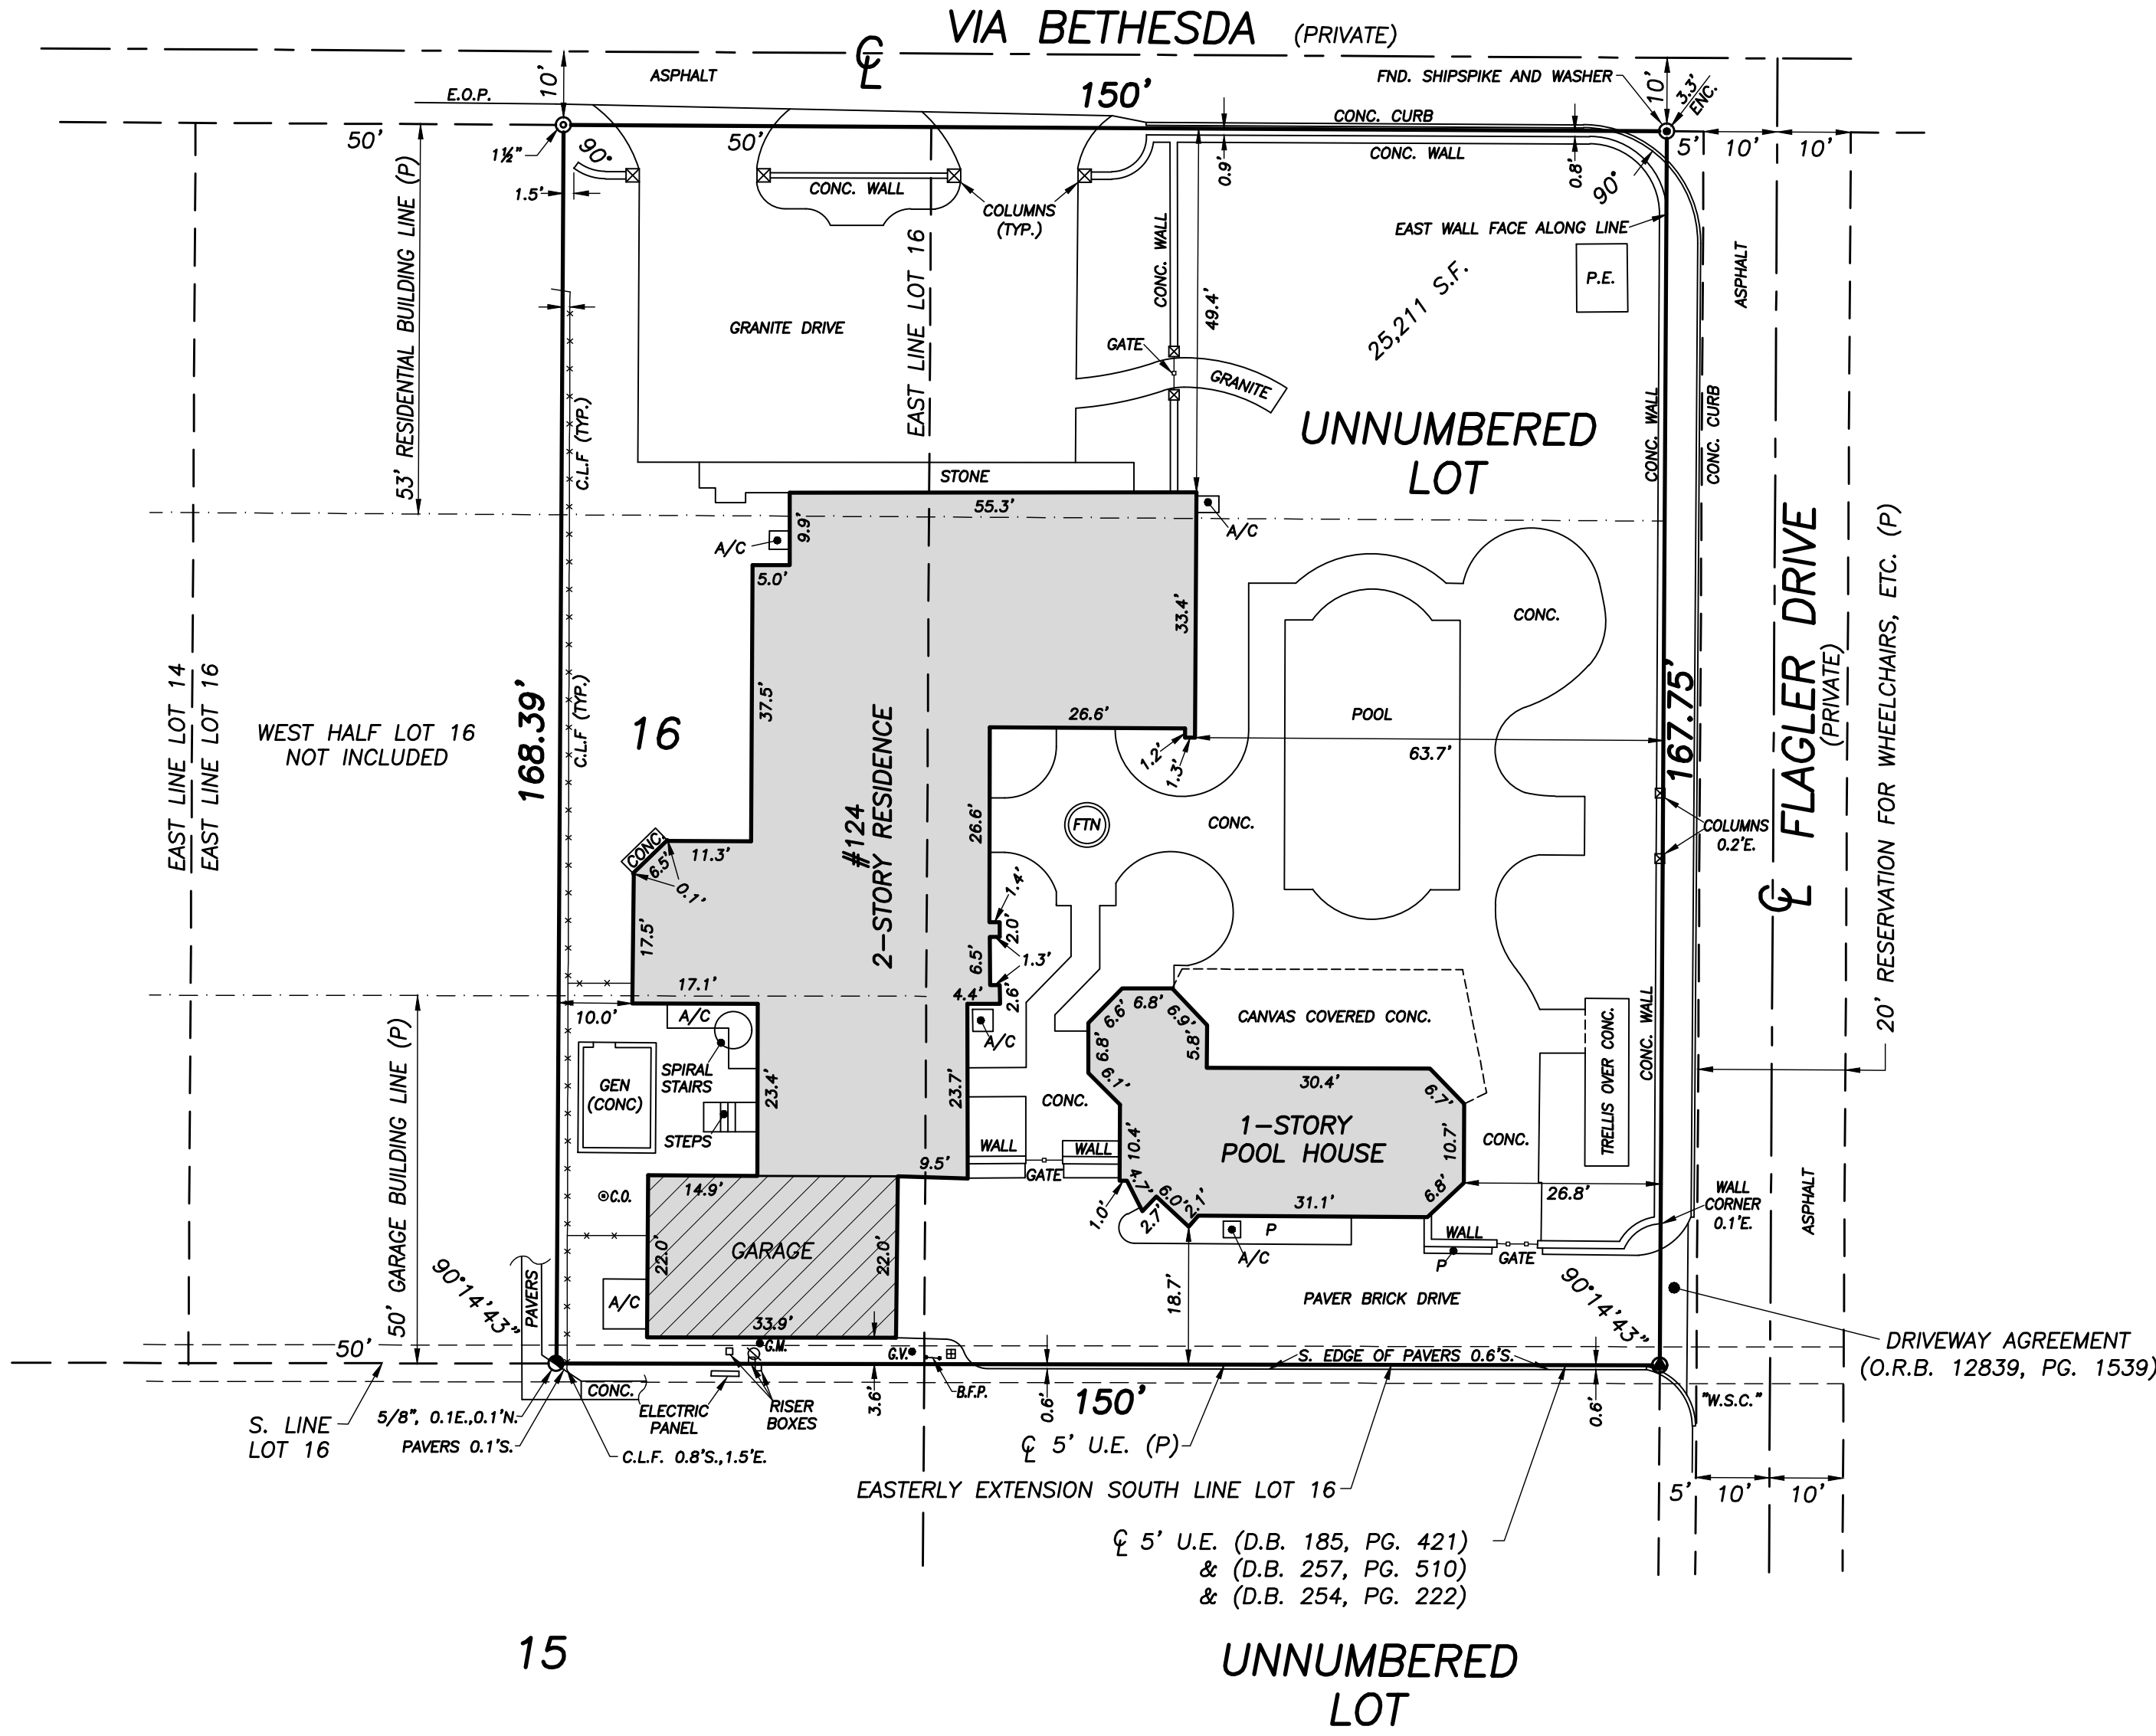 VIA BETHESDA (PRIVATE)
℄
10'
ASPHALT
E.O.P.
150'
FND. SHIPSPIKE AND WASHER
10'
3.3'
ENC.
50'
1½"
90°
50'
CONC. CURB
CONC. WALL
0.9'
0.8'
90°
5'
10'
10'
1.5'
CONC. WALL
COLUMNS
(TYP.)
CONC. WALL
EAST WALL FACE ALONG LINE
P.E.
ASPHALT
53' RESIDENTIAL BUILDING LINE (P)
EAST LINE LOT 16
25,211 S.F.
GRANITE DRIVE
49.4'
GATE
GRANITE
C.L.F (TYP.)
UNNUMBERED
LOT
CONC. WALL
CONC. CURB
STONE
55.3'
9.9'
A/C
A/C
5.0'
33.4'
CONC.
FLAGLER DRIVE
(PRIVATE)
℄
20' RESERVATION FOR WHEELCHAIRS, ETC. (P)
EAST LINE LOT 14
EAST LINE LOT 16
WEST HALF LOT 16
NOT INCLUDED
168.39'
C.L.F (TYP.)
16
37.5'
26.6'
POOL
1.2'
1.3'
63.7'
167.75'
#124
2-STORY RESIDENCE
26.6'
FTN
CONC.
COLUMNS
0.2'E.
CONC.
6.5'
11.3'
0.1'
17.5'
1.4'
2.0'
6.5'
1.3'
17.1'
4.4'
2.6'
10.0'
A/C
A/C
SPIRAL
STAIRS
GEN
(CONC)
STEPS
23.4'
23.7'
6.6'
6.8'
6.9'
6.8'
5.8'
6.1'
CANVAS COVERED CONC.
30.4'
6.7'
CONC.
1-STORY
POOL HOUSE
10.4'
10.7'
CONC.
TRELLIS OVER CONC.
CONC. WALL
WALL
WALL
GATE
9.5'
14.9'
C.O.
50' GARAGE BUILDING LINE (P)
1.0'
2.7'
6.0'
2.1'
31.1'
6.8'
26.8'
WALL
CORNER
0.1'E.
ASPHALT
GARAGE
22.0'
22.0'
A/C
P
WALL
P
GATE
90°14'43"
PAVERS
A/C
18.7'
PAVER BRICK DRIVE
90°14'43"
33.9'
G.M.
G.V.
50'
S. EDGE OF PAVERS 0.6'S.
DRIVEWAY AGREEMENT
(O.R.B. 12839, PG. 1539)
CONC.
5/8", 0.1E.,0.1'N.
PAVERS 0.1'S.
S. LINE
LOT 16
ELECTRIC
PANEL
RISER
BOXES
3.6'
B.F.P.
0.6'
150'
0.6'
"W.S.C."
C.L.F. 0.8'S.,1.5'E.
℄ 5' U.E. (P)
EASTERLY EXTENSION SOUTH LINE LOT 16
5'
10'
10'
℄ 5' U.E. (D.B. 185, PG. 421)
& (D.B. 257, PG. 510)
& (D.B. 254, PG. 222)
15
UNNUMBERED
LOT